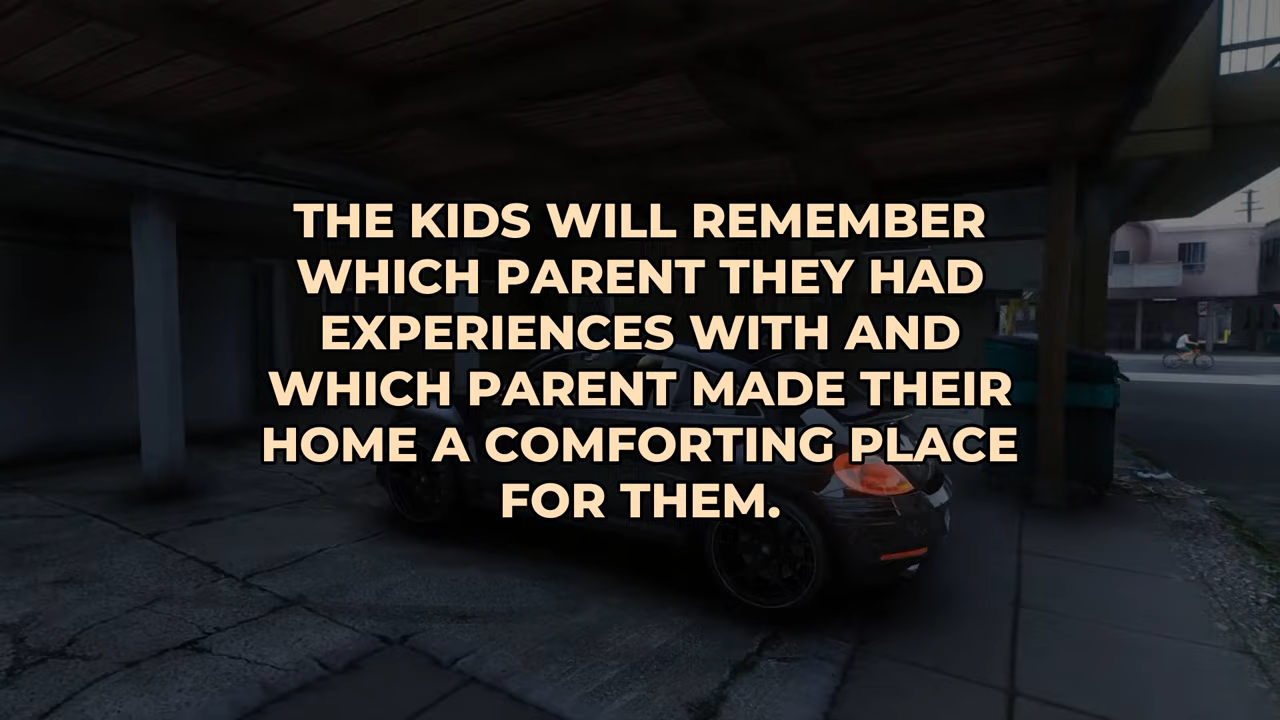 THE KIDS WILL REMEMBER
WHICH PARENT THEY HAD
EXPERIENCES WITH AND
WHICH PARENT MADE THEIR
HOME A COMFORTING PLACE
FOR THEM.